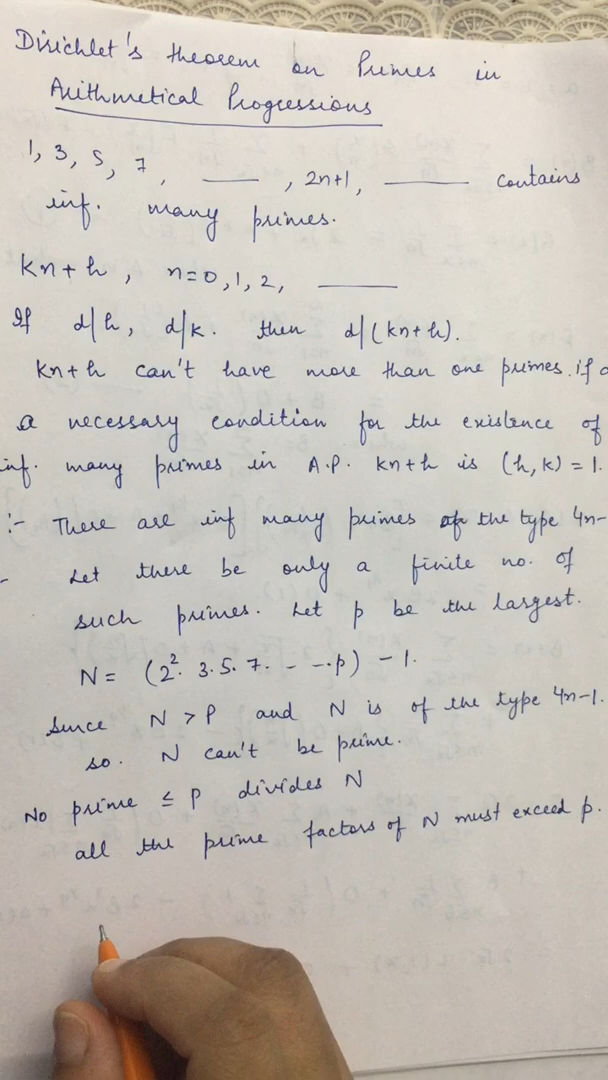 Dirichlet's theorem on Primes in
Arithmetical Progressions
1, 3, 5, 7, ——, 2n+1, —— contains
inf. many primes.
Kn+h, n=0,1,2, ——
If d/h, d/k. then d/(kn+h).
Kn+h can't have more than one primes. if
a necessary condition for the existence of
inf. many primes in A.P. kn+h is (h,k)=1.
:- There are inf many primes of the type 4n-
Let there be only a finite no. of
such primes. Let p be the largest.
N= (2². 3.5.7. - - -.p) -1.
Since N > P and N is of the type 4n-1.
so. N can't be prime.
No prime ≤ p divides N
all the prime factors of N must exceed p.